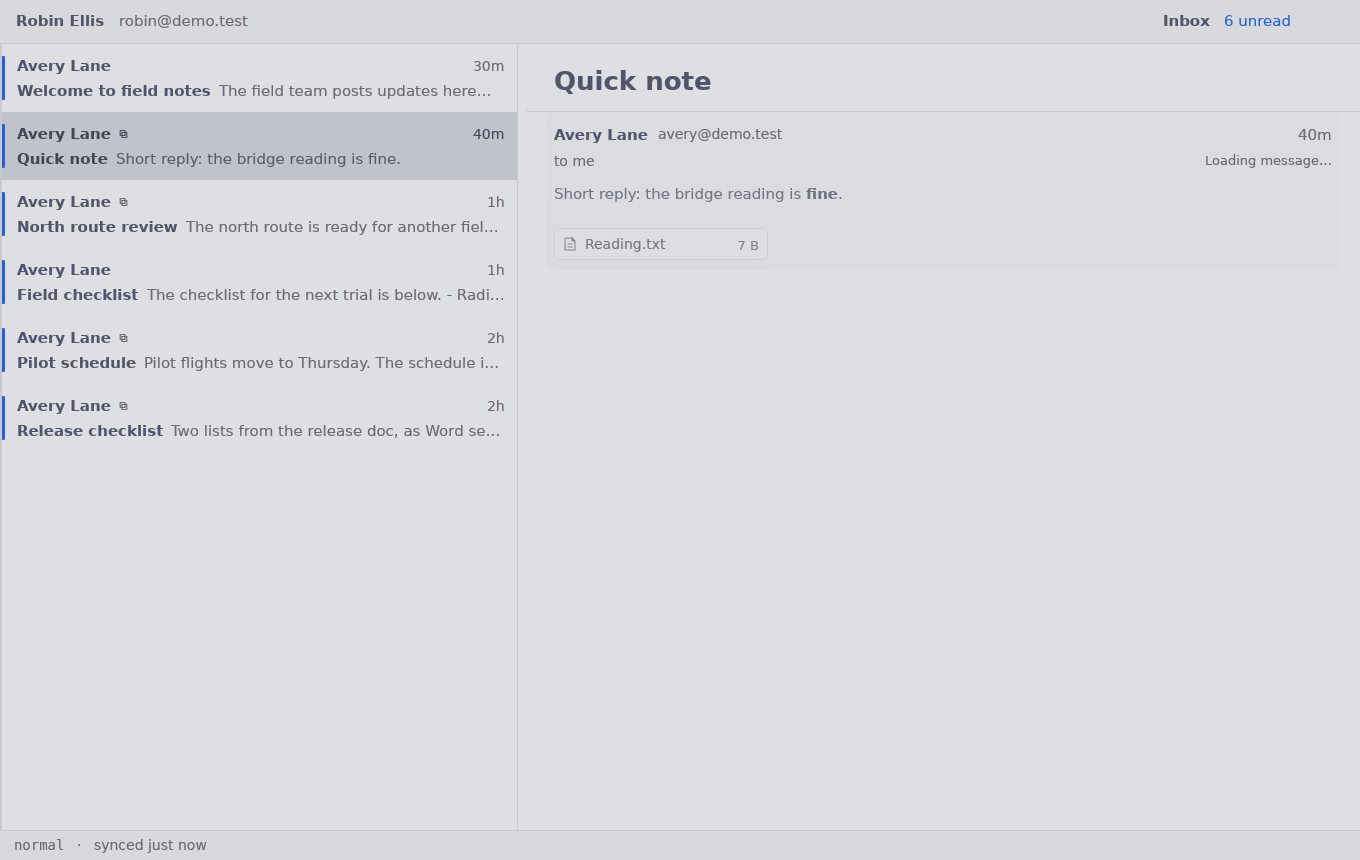 Robin Ellis robin@demo.test
Inbox 6 unread
Avery Lane 30m
Welcome to field notes The field team posts updates here…
Avery Lane 40m
Quick note Short reply: the bridge reading is fine.
Avery Lane 1h
North route review The north route is ready for another fiel…
Avery Lane 1h
Field checklist The checklist for the next trial is below. - Radi…
Avery Lane 2h
Pilot schedule Pilot flights move to Thursday. The schedule i…
Avery Lane 2h
Release checklist Two lists from the release doc, as Word se…
Quick note
Avery Lane avery@demo.test 40m
to me Loading message…
Short reply: the bridge reading is fine.
Reading.txt 7 B
normal · synced just now